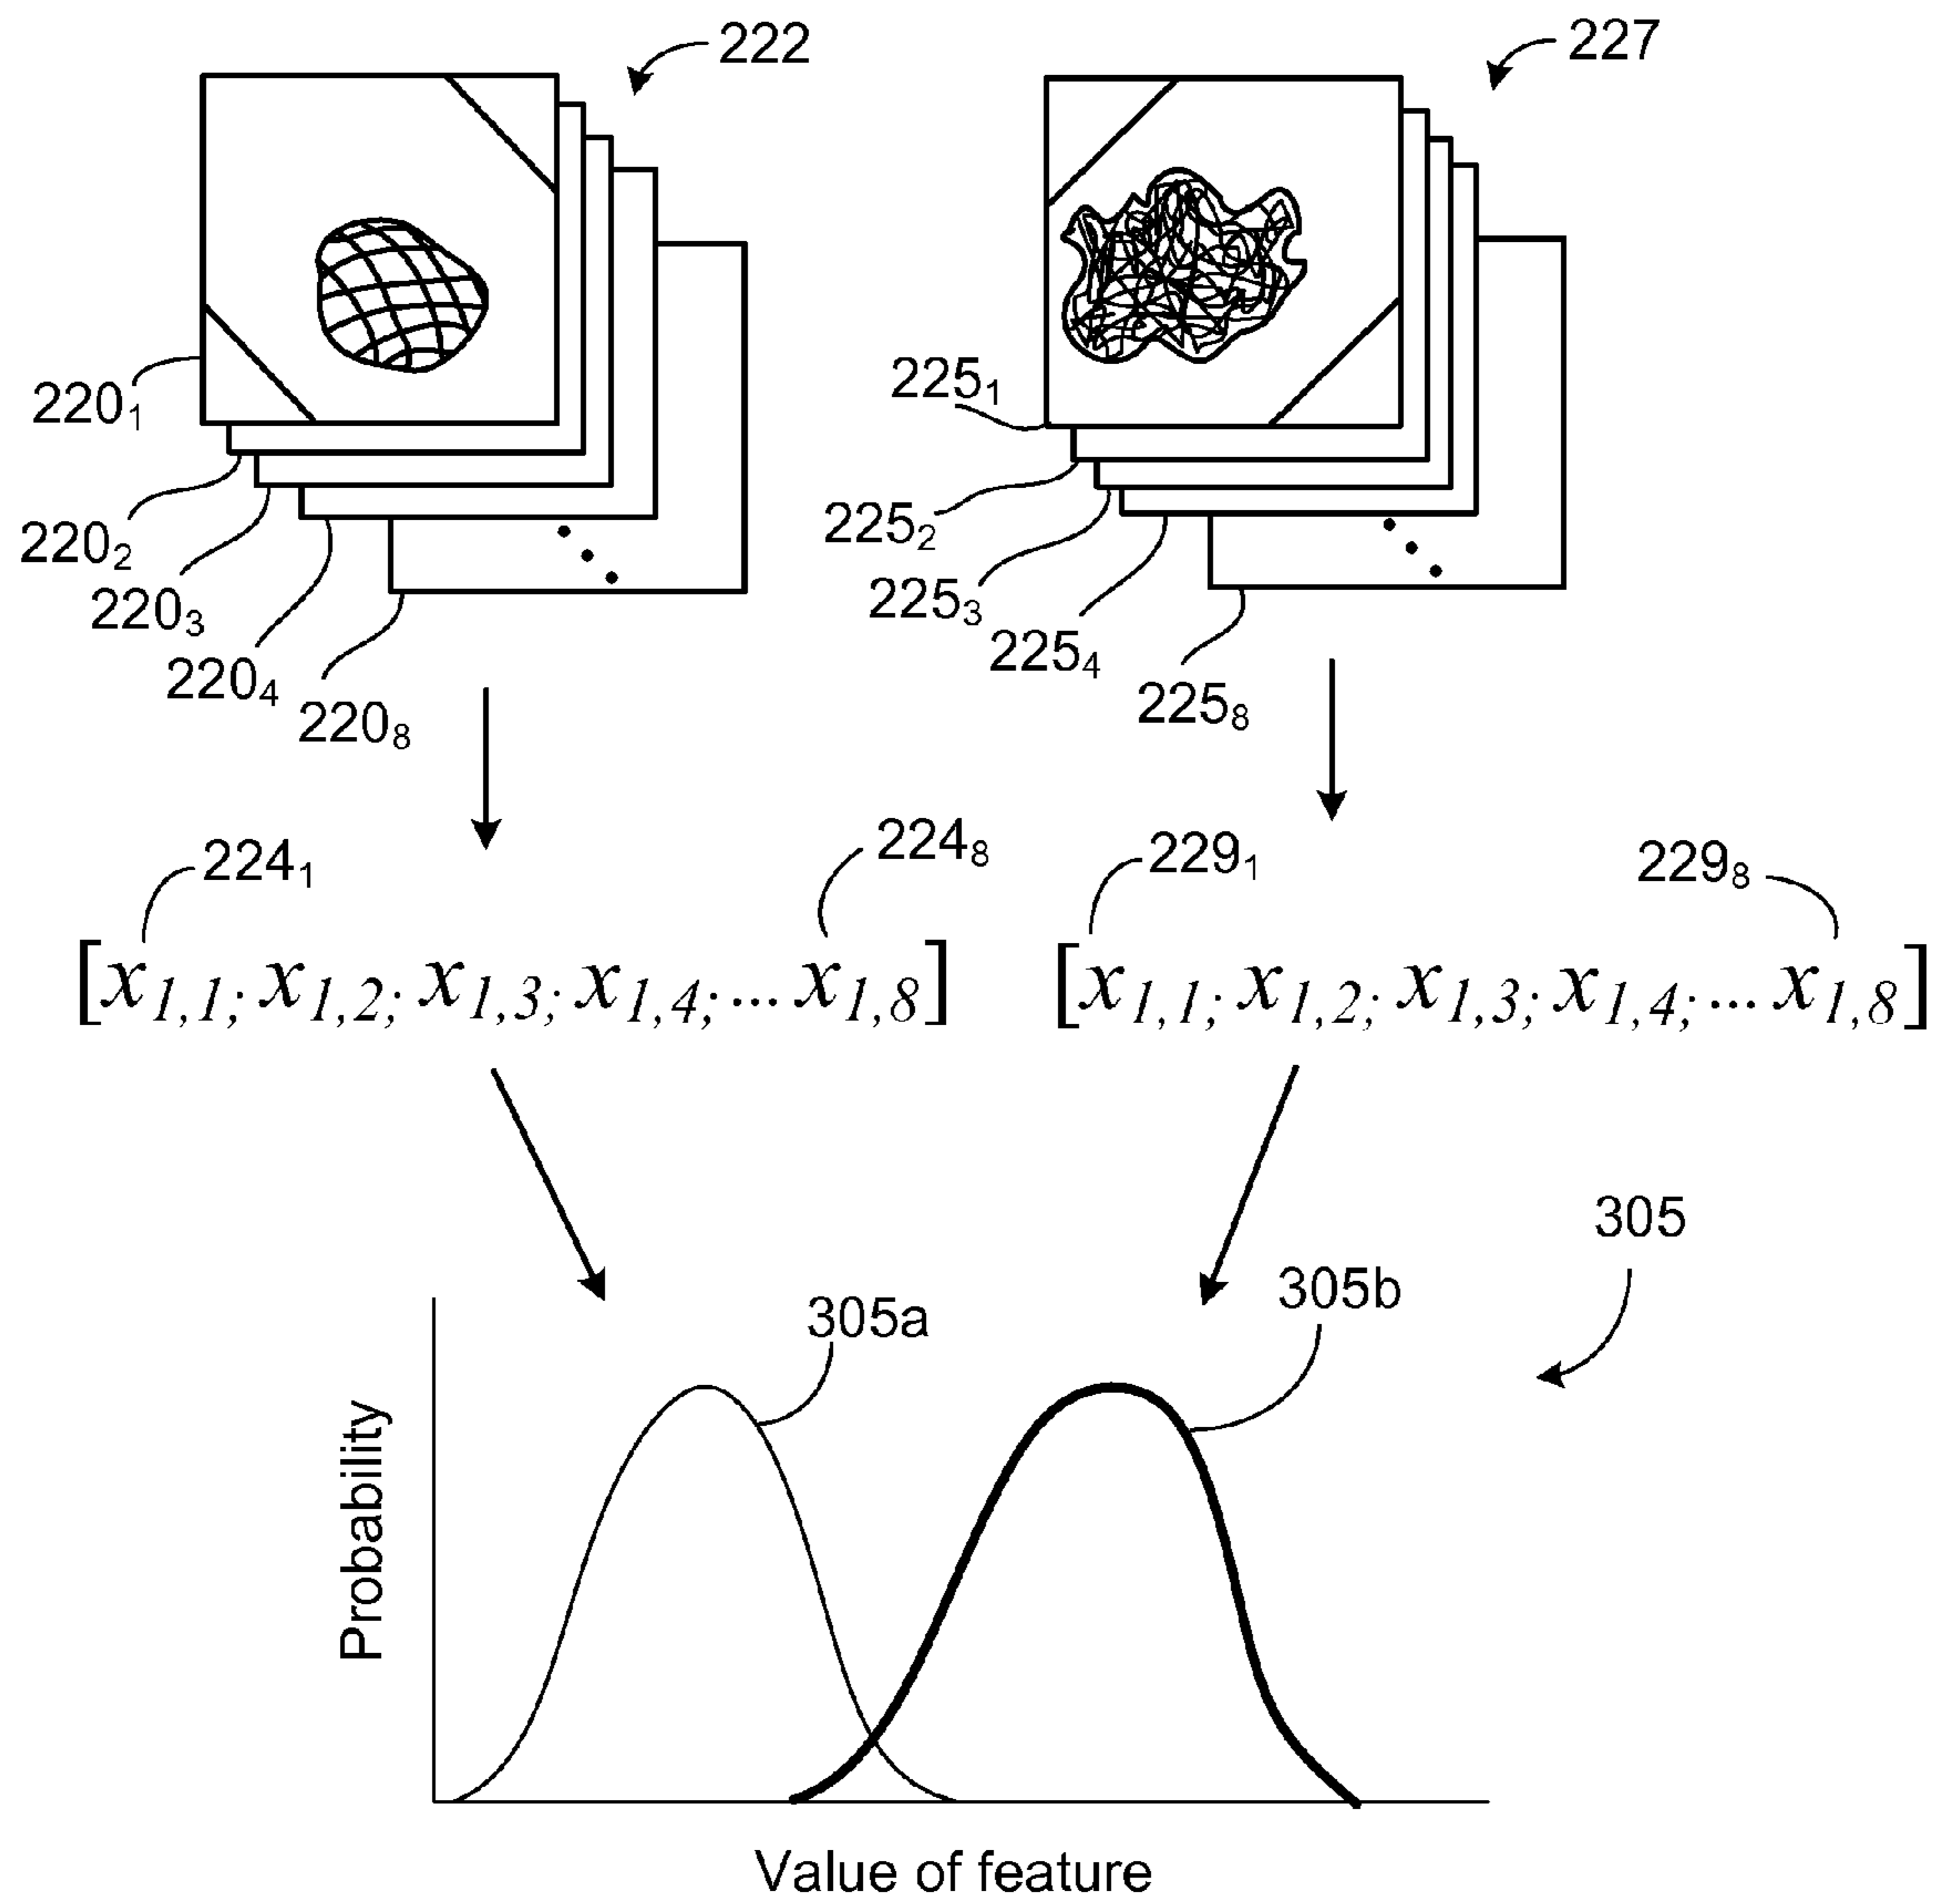 222
227
220₁
225₁
220₂
225₂
220₃
225₃
220₄
225₄
220₈
225₈
224₁
224₈
229₁
229₈
[x₁,₁; x₁,₂; x₁,₃; x₁,₄; ... x₁,₈]
[x₁,₁; x₁,₂; x₁,₃; x₁,₄; ... x₁,₈]
305
305a
305b
Probability
Value of feature